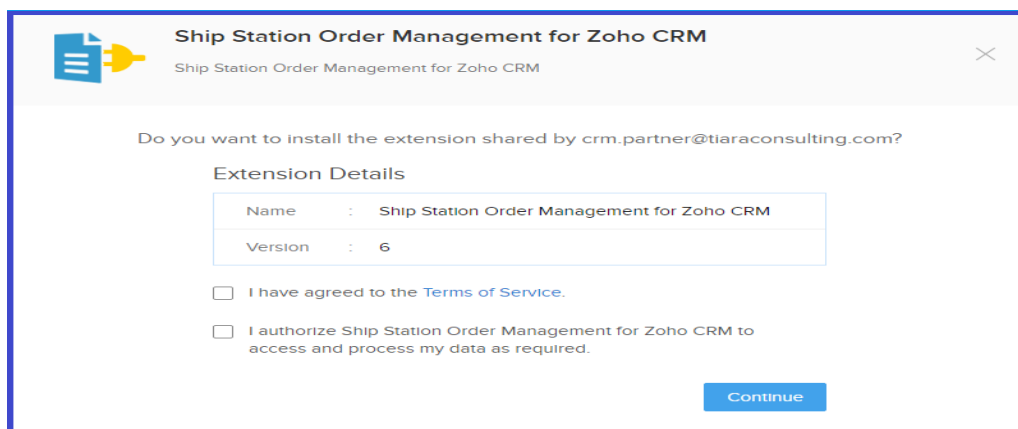 Ship Station Order Management for Zoho CRM
Ship Station Order Management for Zoho CRM
Do you want to install the extension shared by crm.partner@tiaraconsulting.com?
Extension Details
Name : Ship Station Order Management for Zoho CRM
Version : 6
I have agreed to the Terms of Service.
I authorize Ship Station Order Management for Zoho CRM to
access and process my data as required.
Continue